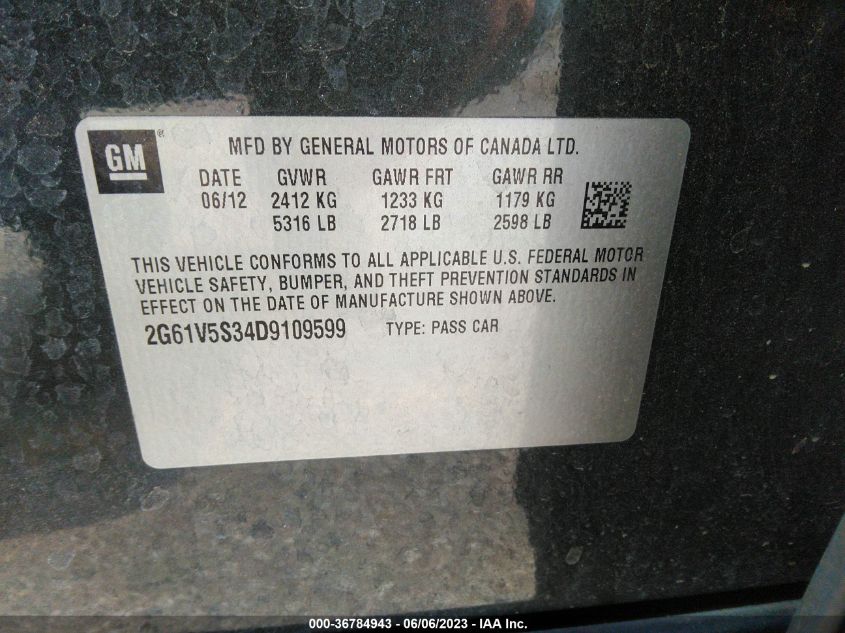 GM®
MFD BY GENERAL MOTORS OF CANADA LTD.
DATE GVWR GAWR FRT GAWR RR
06/12 2412 KG 1233 KG 1179 KG
5316 LB 2718 LB 2598 LB
THIS VEHICLE CONFORMS TO ALL APPLICABLE U.S. FEDERAL MOTOR
VEHICLE SAFETY, BUMPER, AND THEFT PREVENTION STANDARDS IN
EFFECT ON THE DATE OF MANUFACTURE SHOWN ABOVE.
2G61V5S34D9109599 TYPE: PASS CAR
000-36784943 - 06/06/2023 - IAA Inc.